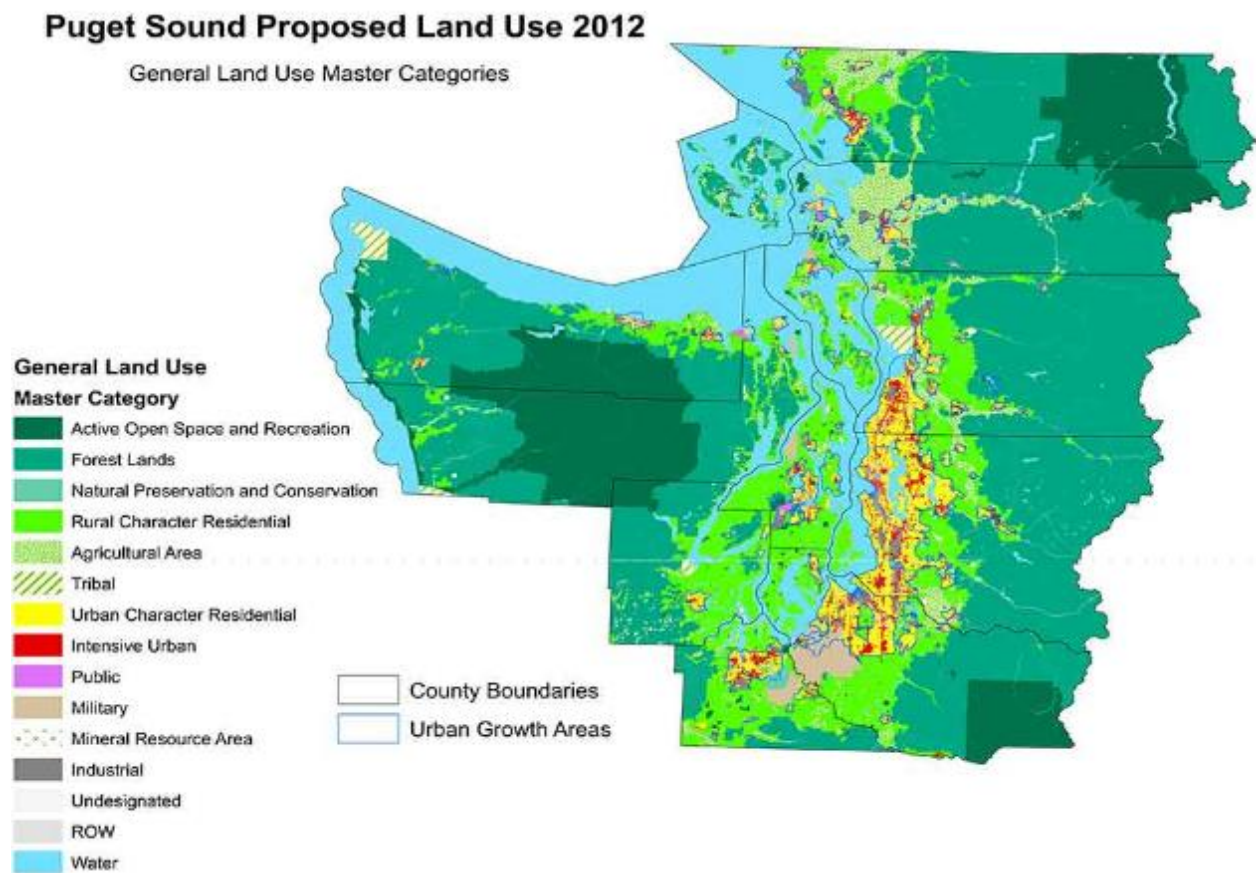 Puget Sound Proposed Land Use 2012
General Land Use Master Categories
General Land Use
Master Category
Active Open Space and Recreation
Forest Lands
Natural Preservation and Conservation
Rural Character Residential
Agricultural Area
Tribal
Urban Character Residential
Intensive Urban
Public
Military
Mineral Resource Area
Industrial
Undesignated
ROW
Water
County Boundaries
Urban Growth Areas